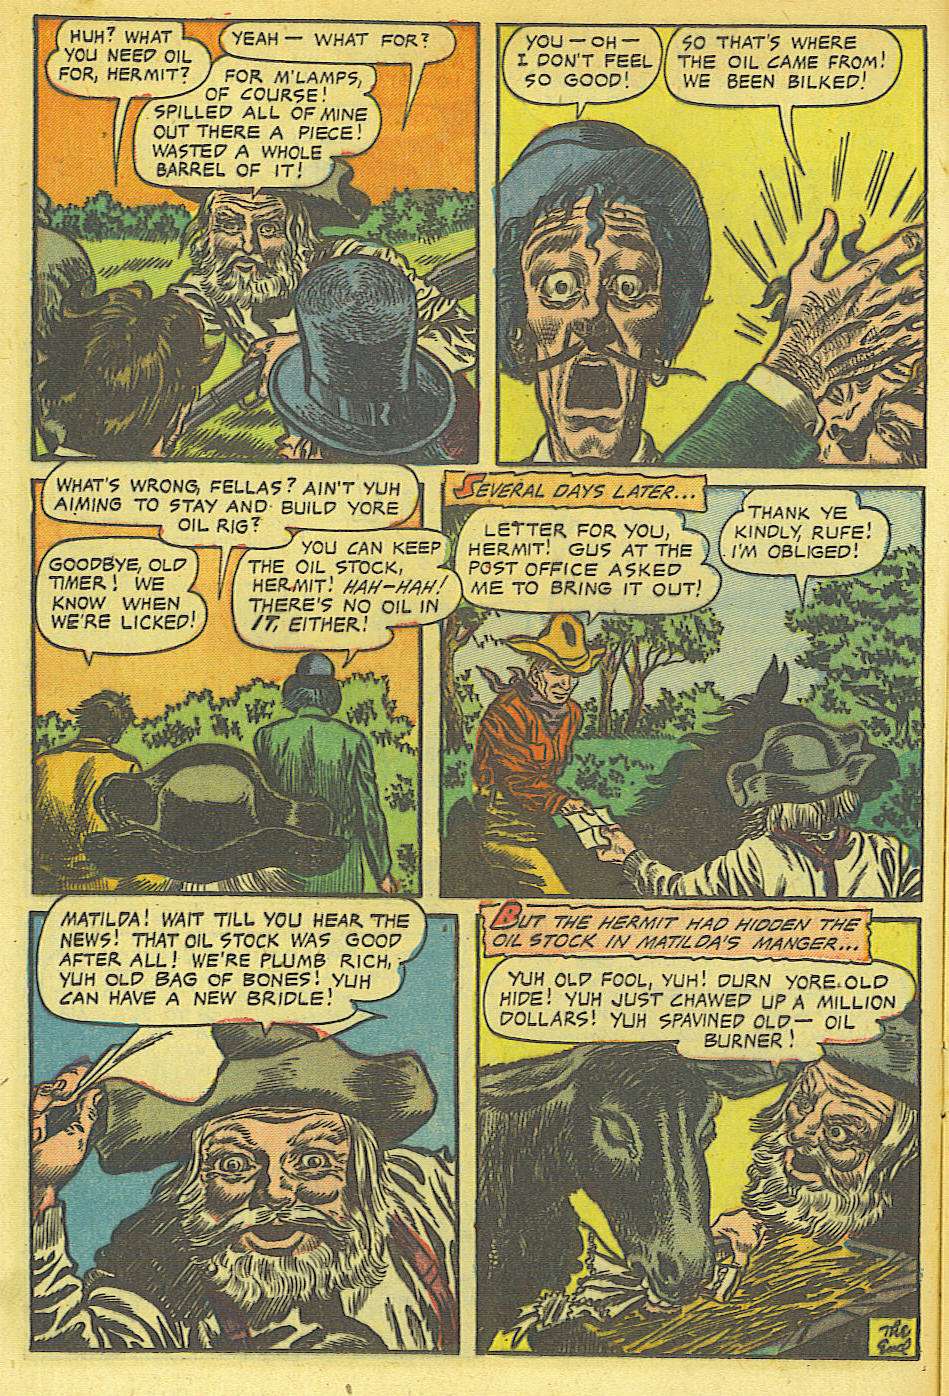 HUH? WHAT
YOU NEED OIL
FOR, HERMIT?
YEAH — WHAT FOR?
FOR M'LAMPS,
OF COURSE!
SPILLED ALL OF MINE
OUT THERE A PIECE!
WASTED A WHOLE
BARREL OF IT!
YOU — OH —
I DON'T FEEL
SO GOOD!
SO THAT'S WHERE
THE OIL CAME FROM!
WE BEEN BILKED!
WHAT'S WRONG, FELLAS? AIN'T YUH
AIMING TO STAY AND BUILD YORE
OIL RIG?
GOODBYE, OLD
TIMER! WE
KNOW WHEN
WE'RE LICKED!
YOU CAN KEEP
THE OIL STOCK,
HERMIT! HAH-HAH!
THERE'S NO OIL IN
IT, EITHER!
SEVERAL DAYS LATER...
LETTER FOR YOU,
HERMIT! GUS AT THE
POST OFFICE ASKED
ME TO BRING IT OUT!
THANK YE
KINDLY, RUFE!
I'M OBLIGED!
MATILDA! WAIT TILL YOU HEAR THE
NEWS! THAT OIL STOCK WAS GOOD
AFTER ALL! WE'RE PLUMB RICH,
YUH OLD BAG OF BONES! YUH
CAN HAVE A NEW BRIDLE!
BUT THE HERMIT HAD HIDDEN THE
OIL STOCK IN MATILDA'S MANGER...
YUH OLD FOOL, YUH! DURN YORE OLD
HIDE! YUH JUST CHAWED UP A MILLION
DOLLARS! YUH SPAVINED OLD — OIL
BURNER!
The
End